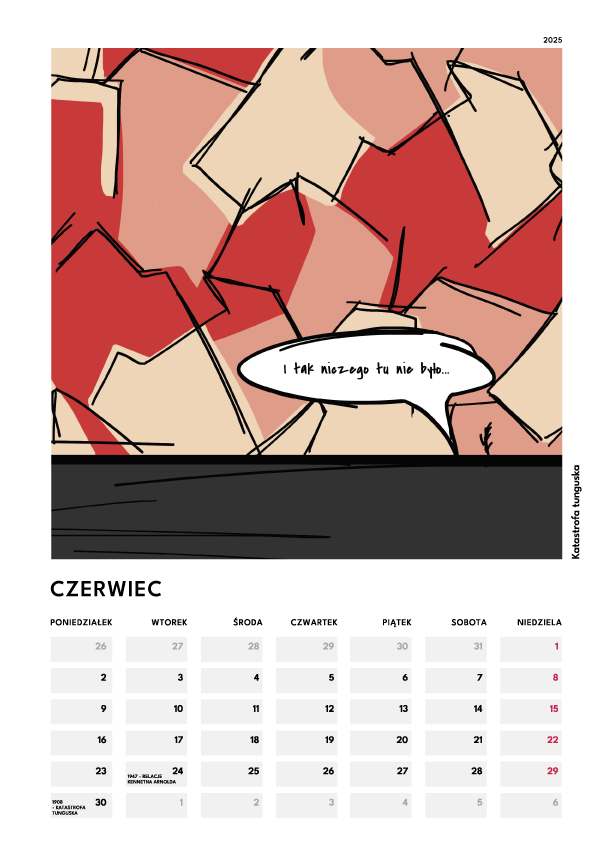 2025
I tak niczego tu nie było...
Katastrofa tunguska
CZERWIEC
PONIEDZIAŁEK WTOREK ŚRODA CZWARTEK PIĄTEK SOBOTA NIEDZIELA
26 27 28 29 30 31 1
2 3 4 5 6 7 8
9 10 11 12 13 14 15
16 17 18 19 20 21 22
23 24 25 26 27 28 29
1947 - RELACJE
KENNETHA ARNOLDA
30 1 2 3 4 5 6
1908
- KATASTROFA
TUNGUSKA